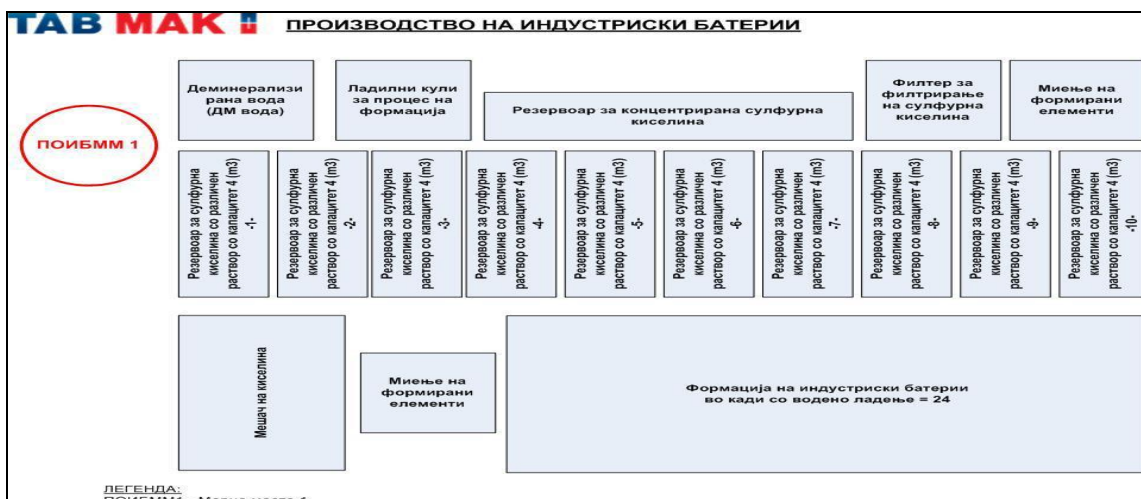 ТАВ МАК
ПРОИЗВОДСТВО НА ИНДУСТРИСКИ БАТЕРИИ
ПОИБММ 1
Деминерализи
рана вода
(ДМ вода)
Ладилни кули
за процес на
формација
Резервоар за концентрирана сулфурна
киселина
Филтер за
филтрирање
на сулфурна
киселина
Миење на
формирани
елементи
Резервоар за сулфурна
киселина со различен
раствор со капацитет 4 (m3)
-1-
Резервоар за сулфурна
киселина со различен
раствор со капацитет 4 (m3)
-2-
Резервоар за сулфурна
киселина со различен
раствор со капацитет 4 (m3)
-3-
Резервоар за сулфурна
киселина со различен
раствор со капацитет 4 (m3)
-4-
Резервоар за сулфурна
киселина со различен
раствор со капацитет 4 (m3)
-5-
Резервоар за сулфурна
киселина со различен
раствор со капацитет 4 (m3)
-6-
Резервоар за сулфурна
киселина со различен
раствор со капацитет 4 (m3)
-7-
Резервоар за сулфурна
киселина со различен
раствор со капацитет 4 (m3)
-8-
Резервоар за сулфурна
киселина со различен
раствор со капацитет 4 (m3)
-9-
Резервоар за сулфурна
киселина со различен
раствор со капацитет 4 (m3)
-10-
Мешач на киселина
Миење на
формирани
елементи
Формација на индустриски батерии
во кади со водено ладење = 24
ЛЕГЕНДА: